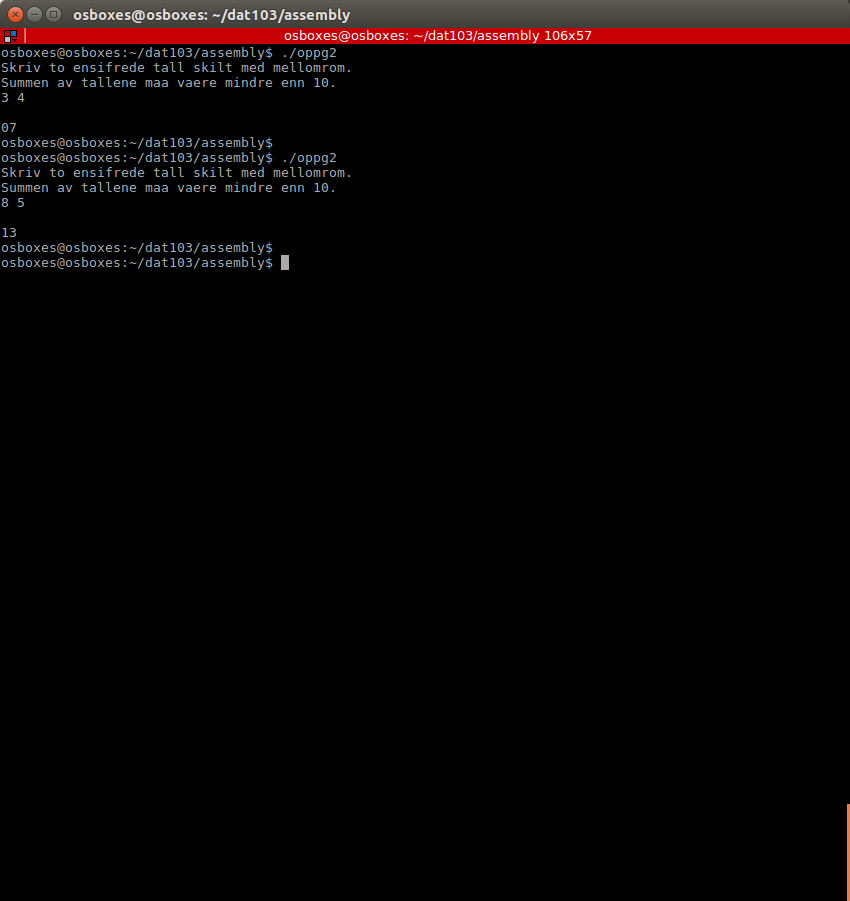 osboxes@osboxes: ~/dat103/assembly
osboxes@osboxes: ~/dat103/assembly 106x57
osboxes@osboxes:~/dat103/assembly$ ./oppg2
Skriv to ensifrede tall skilt med mellomrom.
Summen av tallene maa vaere mindre enn 10.
3 4

07
osboxes@osboxes:~/dat103/assembly$
osboxes@osboxes:~/dat103/assembly$ ./oppg2
Skriv to ensifrede tall skilt med mellomrom.
Summen av tallene maa vaere mindre enn 10.
8 5

13
osboxes@osboxes:~/dat103/assembly$
osboxes@osboxes:~/dat103/assembly$